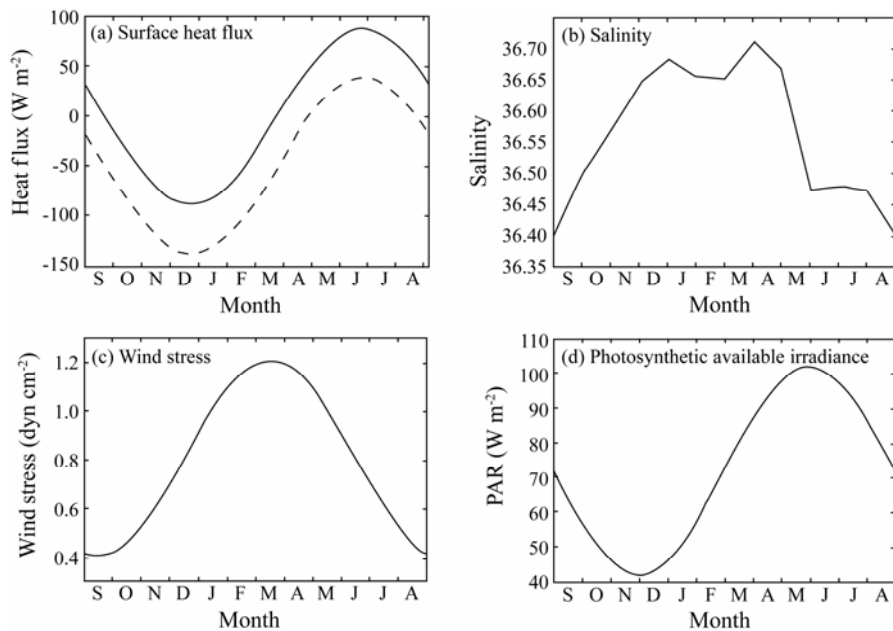 (a) Surface heat flux
Heat flux (W m-2)
100
50
0
-50
-100
-150
S O N D J F M A M J J A
Month
(b) Salinity
Salinity
36.70
36.65
36.60
36.55
36.50
36.45
36.40
36.35
S O N D J F M A M J J A
Month
(c) Wind stress
Wind stress (dyn cm-2)
1.2
1.0
0.8
0.6
0.4
S O N D J F M A M J J A
Month
(d) Photosynthetic available irradiance
PAR (W m-2)
110
100
90
80
70
60
50
40
S O N D J F M A M J J A
Month